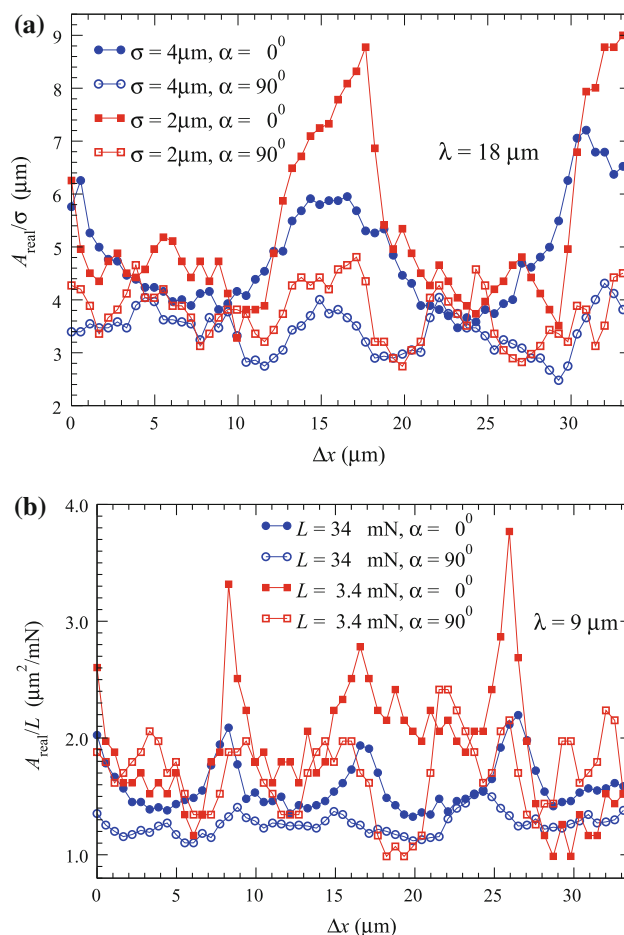 (a)
9
8
7
6
5
4
3
2
A_real/σ (μm)
σ = 4μm, α = 0⁰
σ = 4μm, α = 90⁰
σ = 2μm, α = 0⁰
σ = 2μm, α = 90⁰
λ = 18 μm
0 5 10 15 20 25 30
Δx (μm)
(b)
4.0
3.0
2.0
1.0
A_real/L (μm²/mN)
L = 34 mN, α = 0⁰
L = 34 mN, α = 90⁰
L = 3.4 mN, α = 0⁰
L = 3.4 mN, α = 90⁰
λ = 9 μm
0 5 10 15 20 25 30
Δx (μm)